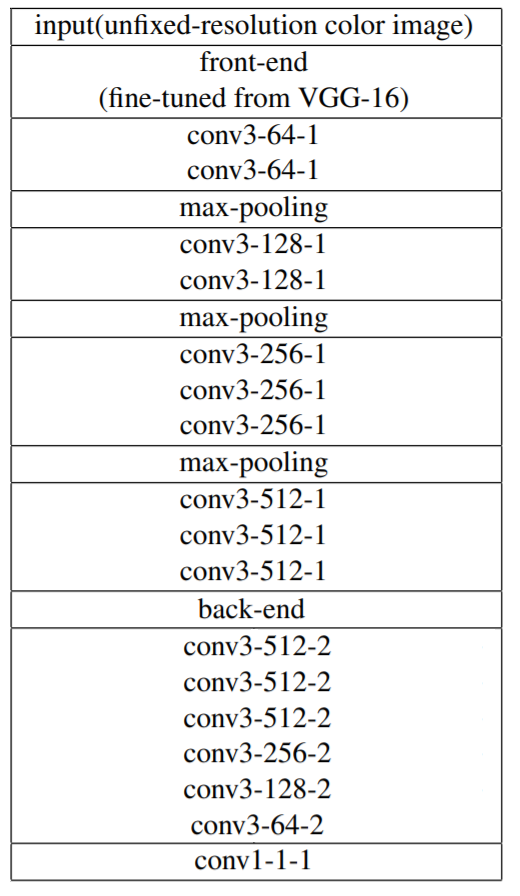 input(unfixed-resolution color image)
front-end
(fine-tuned from VGG-16)
conv3-64-1
conv3-64-1
max-pooling
conv3-128-1
conv3-128-1
max-pooling
conv3-256-1
conv3-256-1
conv3-256-1
max-pooling
conv3-512-1
conv3-512-1
conv3-512-1
back-end
conv3-512-2
conv3-512-2
conv3-512-2
conv3-256-2
conv3-128-2
conv3-64-2
conv1-1-1